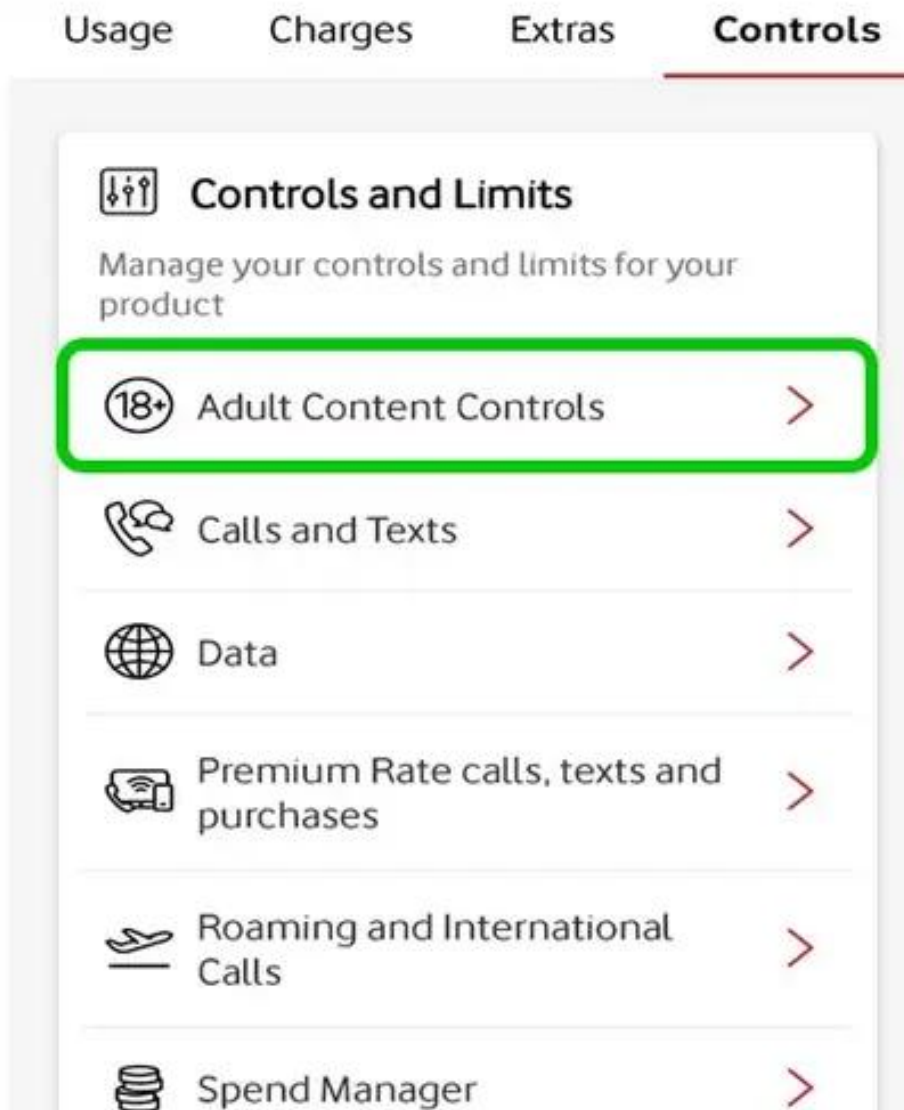 Usage Charges Extras Controls
Controls and Limits
Manage your controls and limits for your
product
18+ Adult Content Controls
Calls and Texts
Data
Premium Rate calls, texts and
purchases
Roaming and International
Calls
Spend Manager